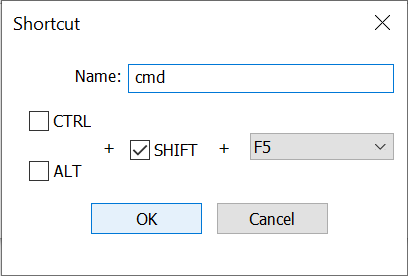 Shortcut
Name: cmd
CTRL
+ SHIFT + F5
ALT
OK Cancel